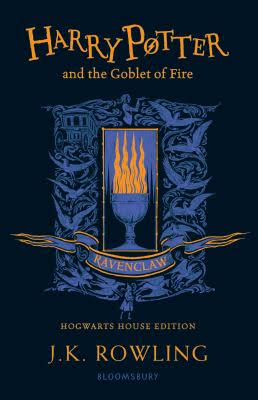 HARRY POTTER
and the Goblet of Fire
RAVENCLAW
HOGWARTS HOUSE EDITION
J.K. ROWLING
BLOOMSBURY